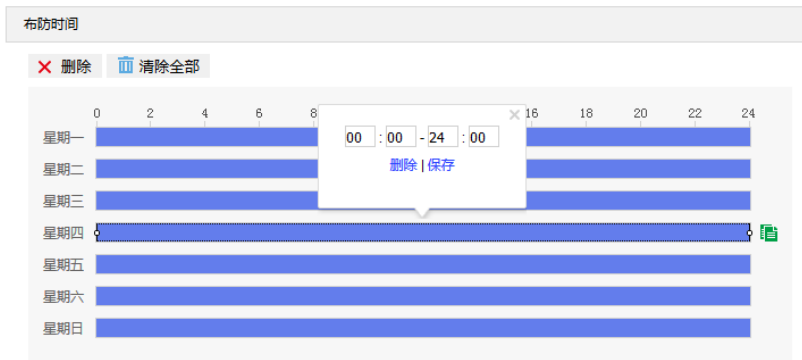 布防时间
删除 清除全部
0 2 4 6 8 16 18 20 22 24
00 : 00 - 24 : 00
删除 | 保存
星期一
星期二
星期三
星期四
星期五
星期六
星期日